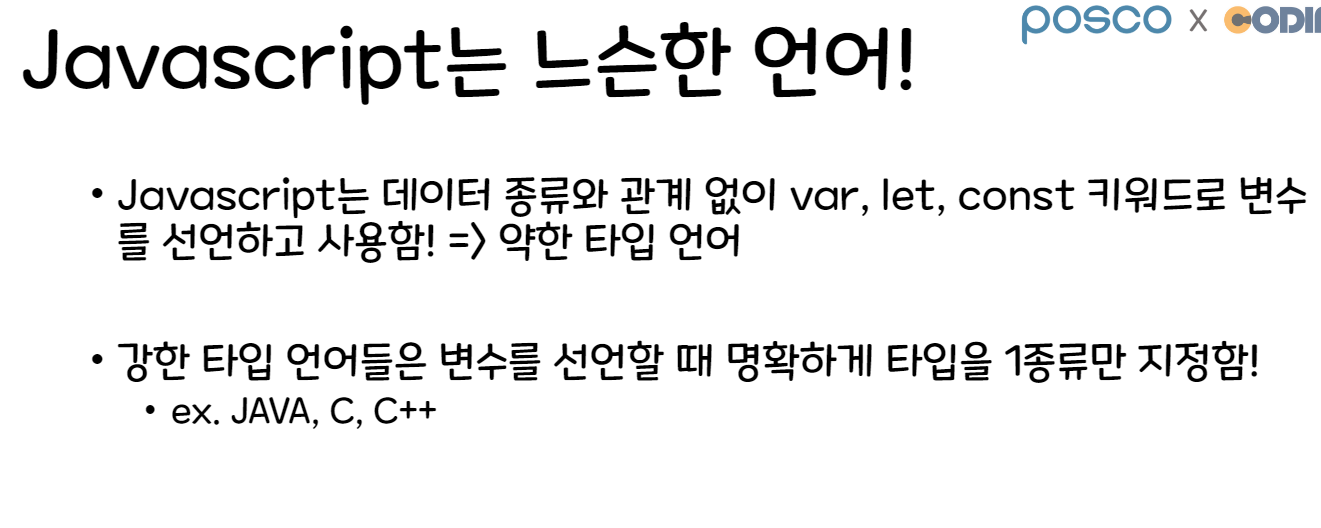 posco x CODII
Javascript는 느슨한 언어!
• Javascript는 데이터 종류와 관계 없이 var, let, const 키워드로 변수
를 선언하고 사용함! => 약한 타입 언어
• 강한 타입 언어들은 변수를 선언할 때 명확하게 타입을 1종류만 지정함!
• ex. JAVA, C, C++